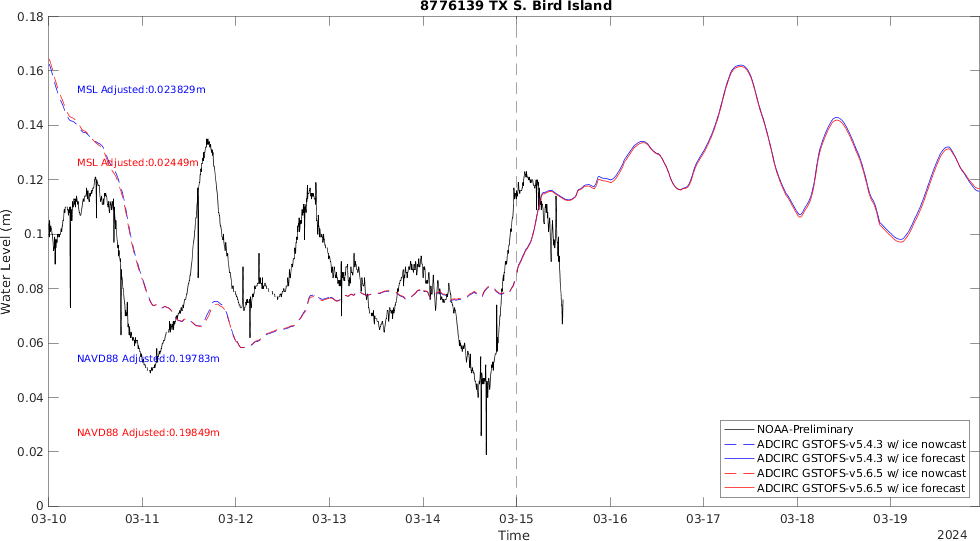 8776139 TX S. Bird Island
0.18
0.16
0.14
0.12
0.1
0.08
0.06
0.04
0.02
0
Water Level (m)
MSL Adjusted:0.023829m
MSL Adjusted:0.02449m
NAVD88 Adjusted:0.19783m
NAVD88 Adjusted:0.19849m
NOAA-Preliminary
ADCIRC GSTOFS-v5.4.3 w/ ice nowcast
ADCIRC GSTOFS-v5.4.3 w/ ice forecast
ADCIRC GSTOFS-v5.6.5 w/ ice nowcast
ADCIRC GSTOFS-v5.6.5 w/ ice forecast
03-10 03-11 03-12 03-13 03-14 03-15 03-16 03-17 03-18 03-19
Time
2024